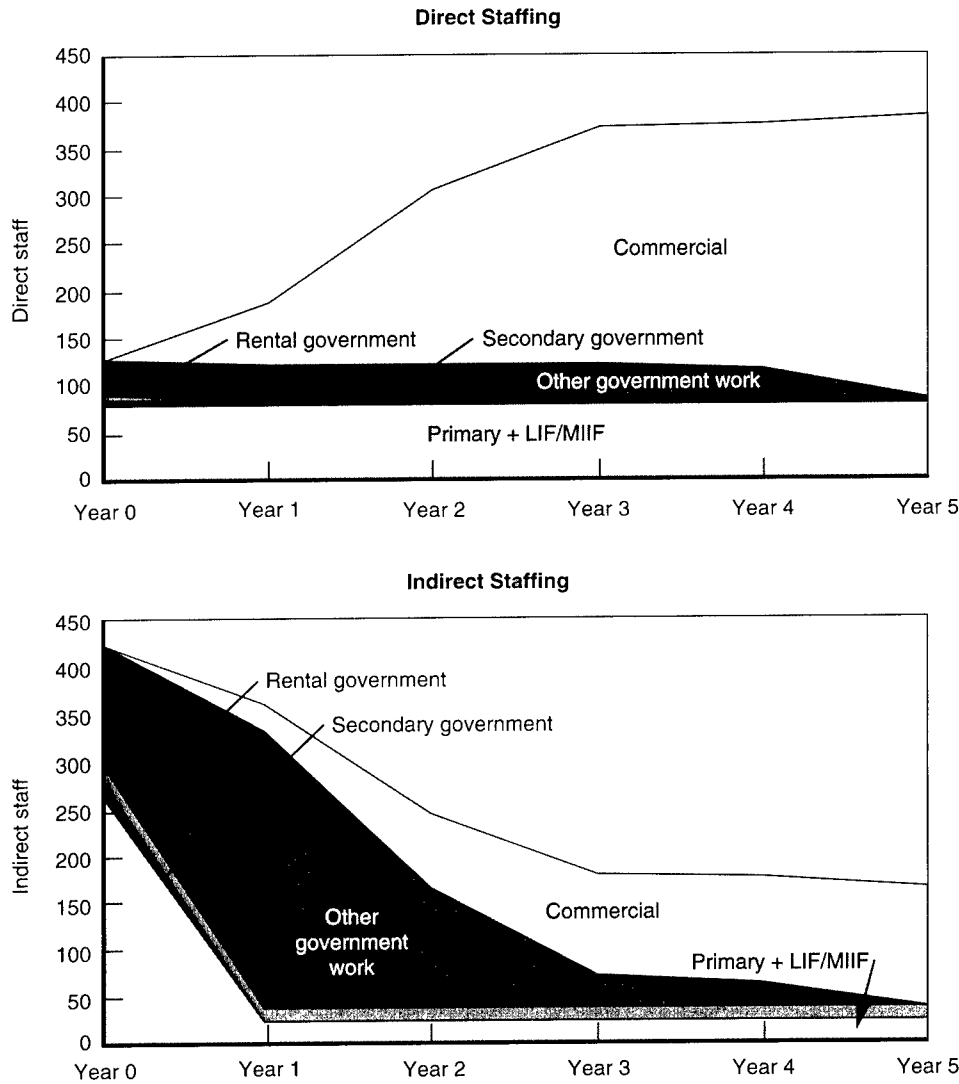 Direct Staffing
450
400
350
300
250
200
150
100
50
0
Direct staff
Commercial
Rental government
Secondary government
Other government work
Primary + LIF/MIIF
Year 0 Year 1 Year 2 Year 3 Year 4 Year 5
Indirect Staffing
450
400
350
300
250
200
150
100
50
0
Indirect staff
Rental government
Secondary government
Other
government
work
Commercial
Primary + LIF/MIIF
Year 0 Year 1 Year 2 Year 3 Year 4 Year 5